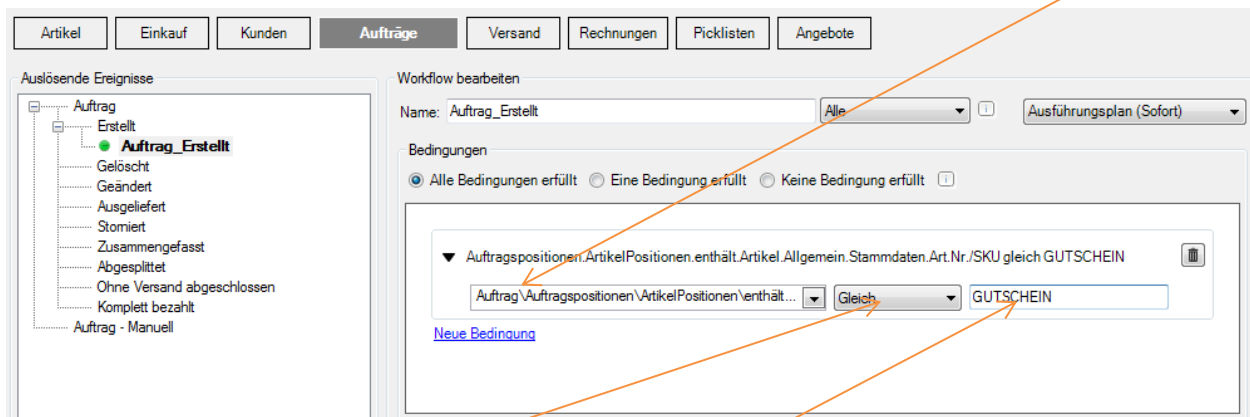 Artikel Einkauf Kunden Aufträge Versand Rechnungen Picklisten Angebote
Auslösende Ereignisse
Auftrag
Erstellt
Auftrag_Erstellt
Gelöscht
Geändert
Ausgeliefert
Storniert
Zusammengefasst
Abgesplittet
Ohne Versand abgeschlossen
Komplett bezahlt
Auftrag - Manuell
Workflow bearbeiten
Name: Auftrag_Erstellt Alle Ausführungsplan (Sofort)
Bedingungen
Alle Bedingungen erfüllt Eine Bedingung erfüllt Keine Bedingung erfüllt
Auftragspositionen.ArtikelPositionen.enthält.Artikel.Allgemein.Stammdaten.Art.Nr./SKU gleich GUTSCHEIN
Auftrag\Auftragspositionen\ArtikelPositionen\enthält... Gleich GUTSCHEIN
Neue Bedingung